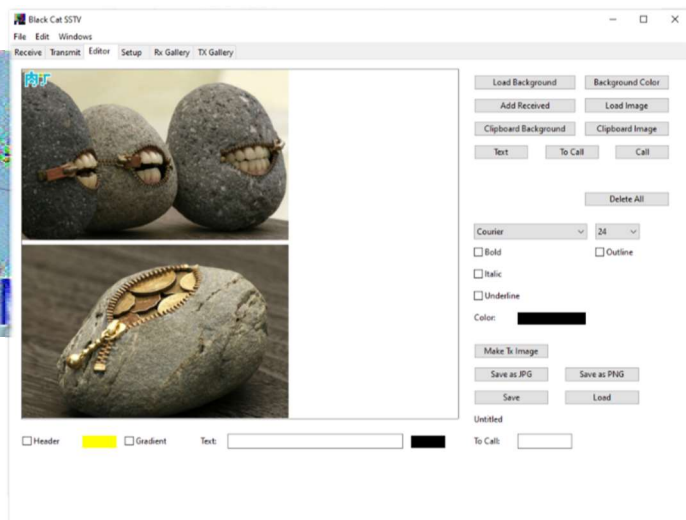 Black Cat SSTV
File Edit Windows
Receive Transmit Editor Setup Rx Gallery TX Gallery
肉丁
Load Background Background Color
Add Received Load Image
Clipboard Background Clipboard Image
Text To Call Call
Delete All
Courier 24
Bold Outline
Italic
Underline
Color:
Make Tx Image
Save as JPG Save as PNG
Save Load
Untitled
Header Gradient Text: To Call: